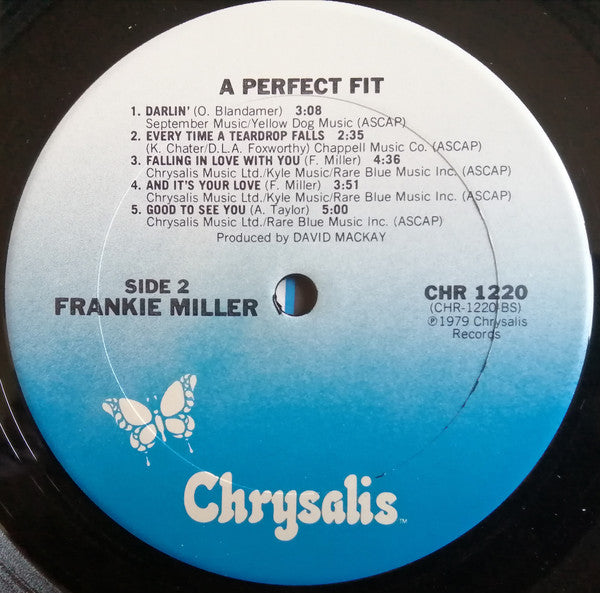 A PERFECT FIT
1. DARLIN' (O. Blandamer) 3:08
September Music/Yellow Dog Music (ASCAP)
2. EVERY TIME A TEARDROP FALLS 2:35
(K. Chater/D.L.A. Foxworthy) Chappell Music Co. (ASCAP)
3. FALLING IN LOVE WITH YOU (F. Miller) 4:36
Chrysalis Music Ltd./Kyle Music/Rare Blue Music Inc. (ASCAP)
4. AND IT'S YOUR LOVE (F. Miller) 3:51
Chrysalis Music Ltd./Kyle Music/Rare Blue Music Inc. (ASCAP)
5. GOOD TO SEE YOU (A. Taylor) 5:00
Chrysalis Music Ltd./Rare Blue Music Inc. (ASCAP)
Produced by DAVID MACKAY
SIDE 2
FRANKIE MILLER
CHR 1220
(CHR-1220-BS)
℗1979 Chrysalis
Records
Chrysalis™